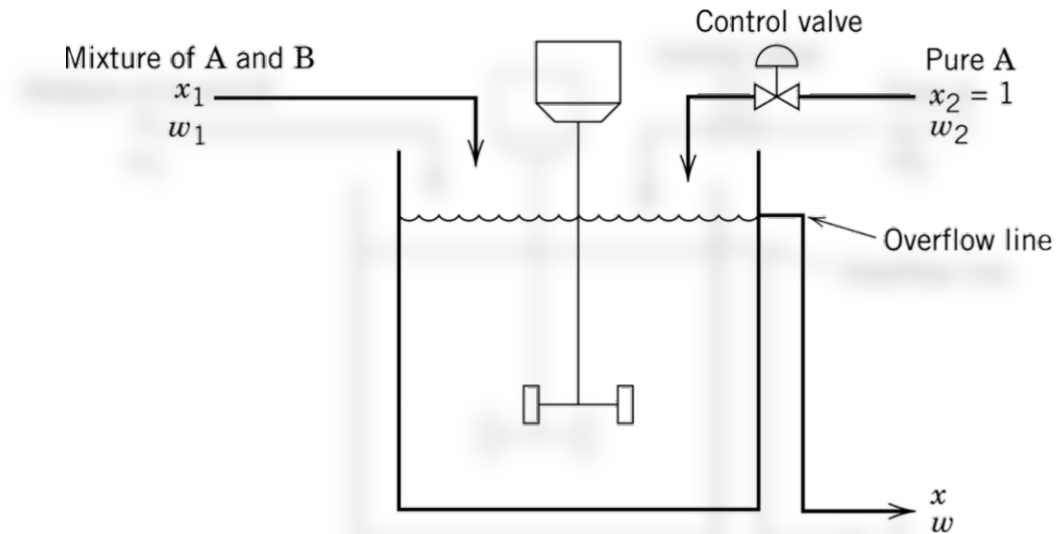 Control valve
Mixture of A and B
x1
w1
Pure A
x2 = 1
w2
Overflow line
x
w